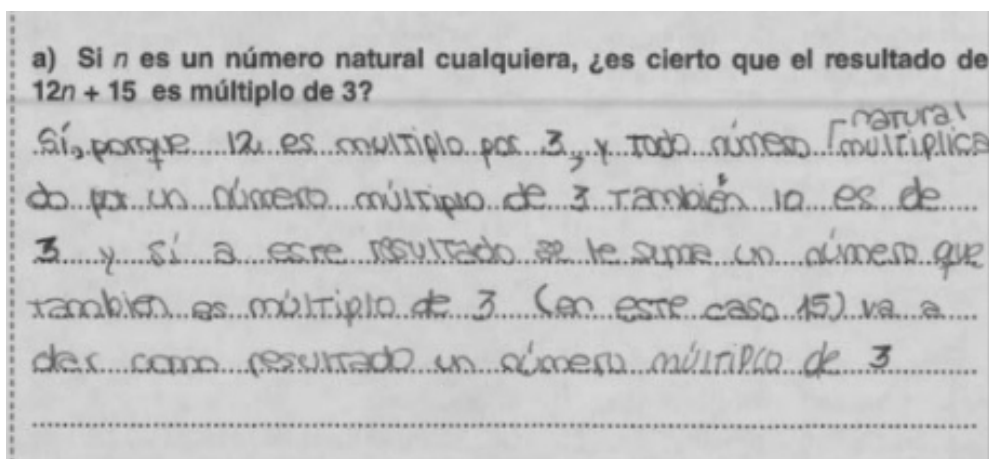 a) Si n es un número natural cualquiera, ¿es cierto que el resultado de
12n + 15 es múltiplo de 3?
natural
Sí, porque 12 es multiplo por 3, y todo número multiplica
do por un número múltiplo de 3 también lo es de
3 y sí a este resultado se le suma un número que
también es múltiplo de 3 (en este caso 15) va a
dar como resultado un número múltiplo de 3